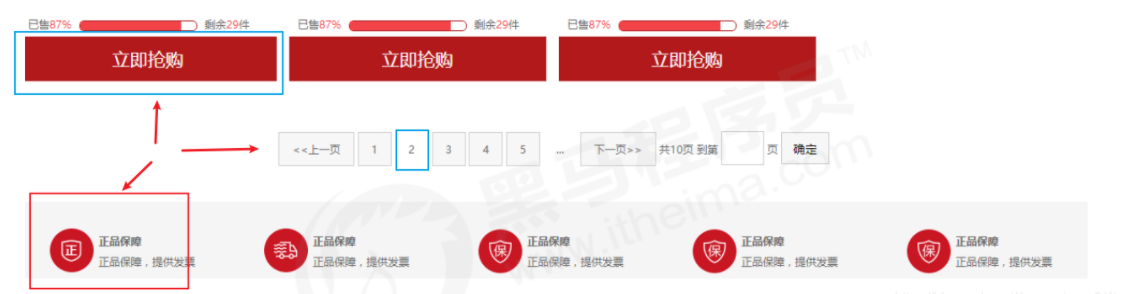 已售87% 剩余29件 已售87% 剩余29件 已售87% 剩余29件
立即抢购 立即抢购 立即抢购
<<上一页 1 2 3 4 5 ... 下一页>> 共10页 到第 页 确定
正 正品保障 正品保障 保 正品保障 保 正品保障 保 正品保障
正品保障，提供发票 正品保障，提供发票 正品保障，提供发票 正品保障，提供发票 正品保障，提供发票
黑马程序员™
www.itheima.com